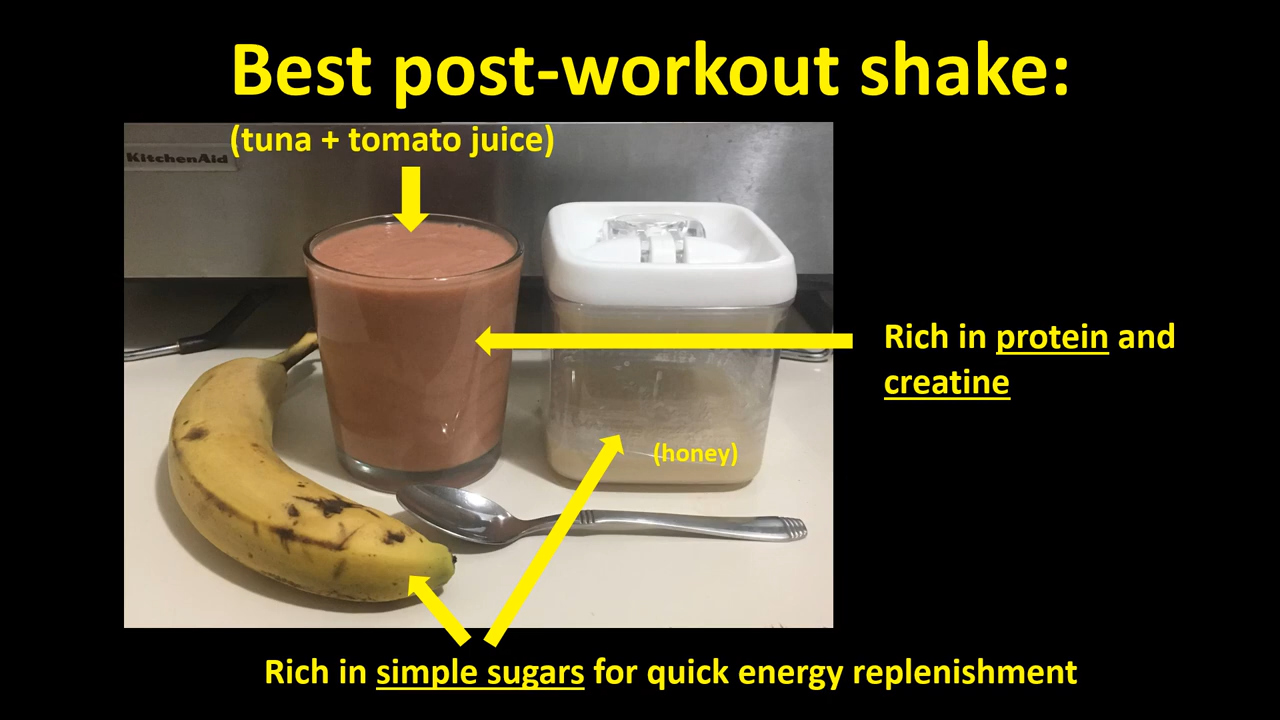 Best post-workout shake:
(tuna + tomato juice)
KitchenAid
Rich in protein and
creatine
(honey)
Rich in simple sugars for quick energy replenishment